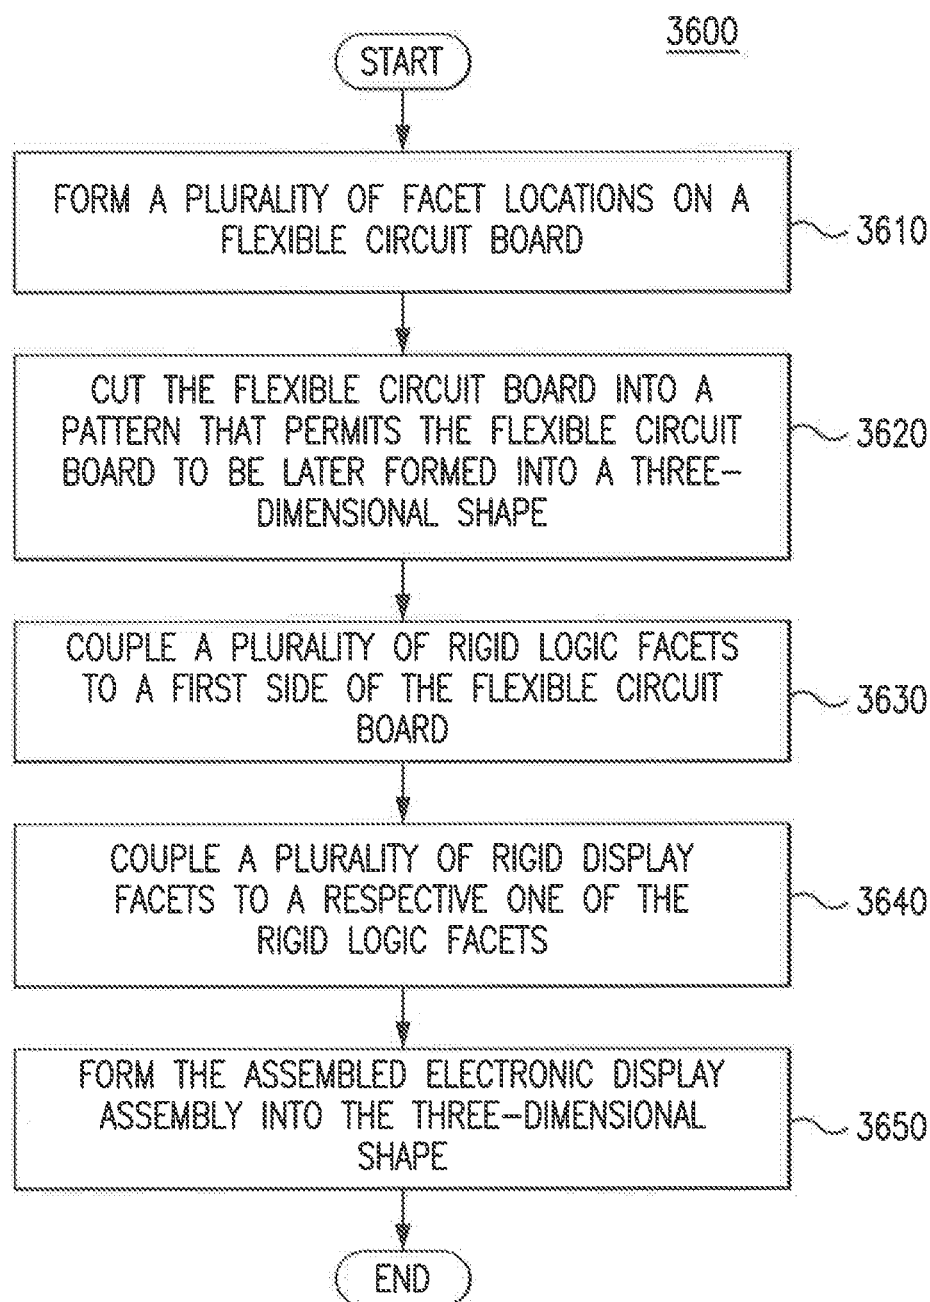 3600
START
FORM A PLURALITY OF FACET LOCATIONS ON A
FLEXIBLE CIRCUIT BOARD
3610
CUT THE FLEXIBLE CIRCUIT BOARD INTO A
PATTERN THAT PERMITS THE FLEXIBLE CIRCUIT
BOARD TO BE LATER FORMED INTO A THREE-
DIMENSIONAL SHAPE
3620
COUPLE A PLURALITY OF RIGID LOGIC FACETS
TO A FIRST SIDE OF THE FLEXIBLE CIRCUIT
BOARD
3630
COUPLE A PLURALITY OF RIGID DISPLAY
FACETS TO A RESPECTIVE ONE OF THE
RIGID LOGIC FACETS
3640
FORM THE ASSEMBLED ELECTRONIC DISPLAY
ASSEMBLY INTO THE THREE-DIMENSIONAL
SHAPE
3650
END